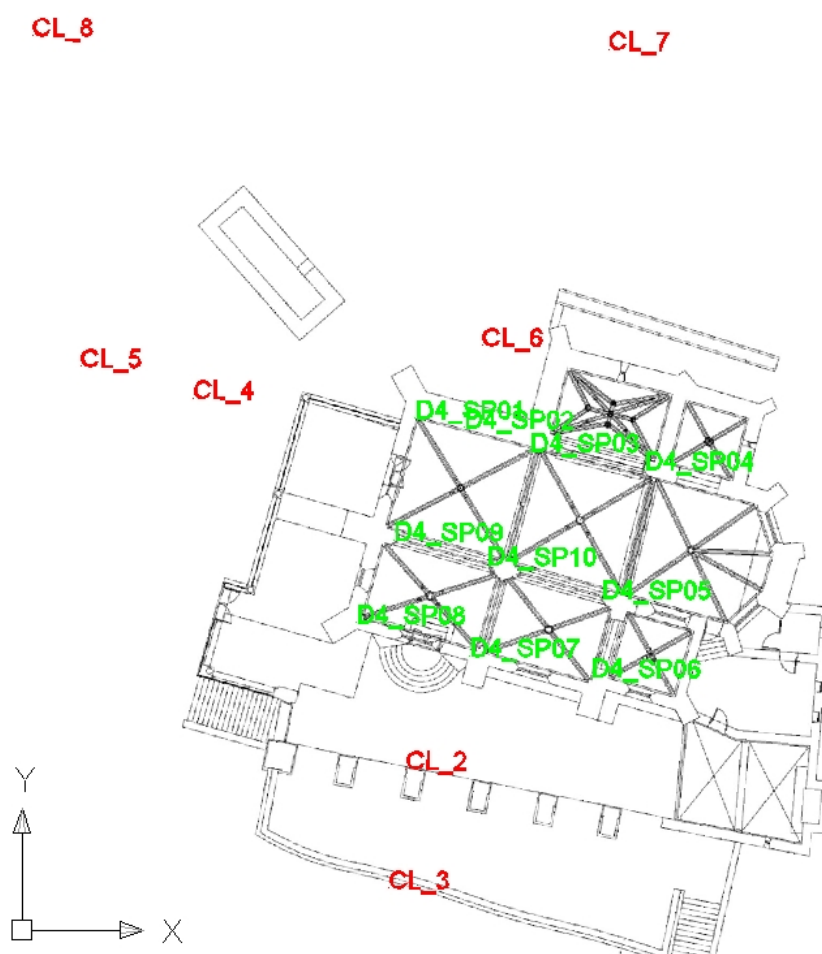 CL_8
CL_7
CL_6
CL_5
CL_4
D4_SP01
D4_SP02
D4_SP03
D4_SP04
D4_SP09
D4_SP10
D4_SP05
D4_SP08
D4_SP07
D4_SP06
CL_2
Y
CL_3
X